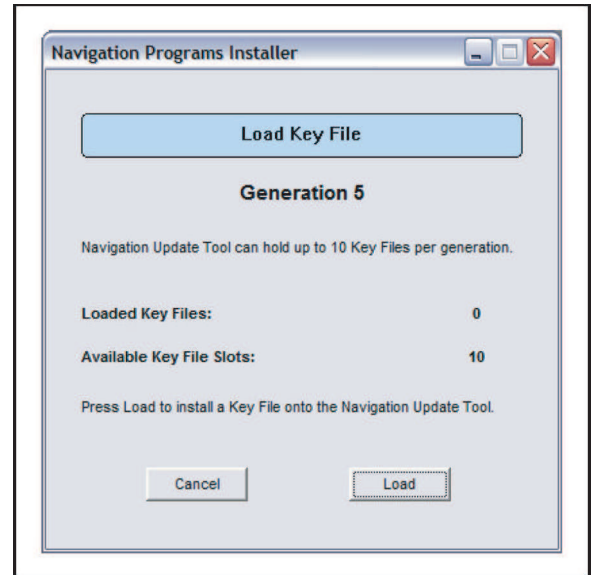 Navigation Programs Installer
Load Key File
Generation 5
Navigation Update Tool can hold up to 10 Key Files per generation.
Loaded Key Files: 0
Available Key File Slots: 10
Press Load to install a Key File onto the Navigation Update Tool.
Cancel Load